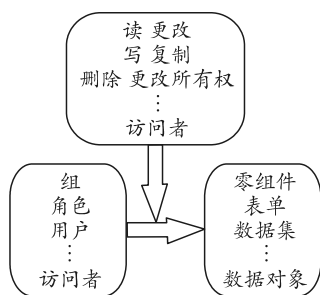 读 更改
写 复制
删除 更改所有权
⋮
访问者
组
角色
用户
⋮
访问者
零组件
表单
数据集
⋮
数据对象